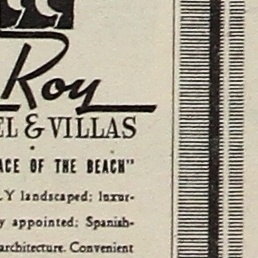 Roy
EL & VILLAS
ACE OF THE BEACH"
LY landscaped; luxur-
y appointed; Spanish-
architecture. Convenient